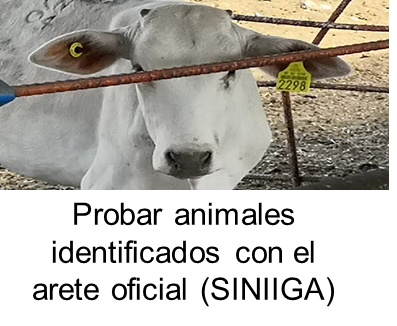 2298
Probar animales
identificados con el
arete oficial (SINIIGA)